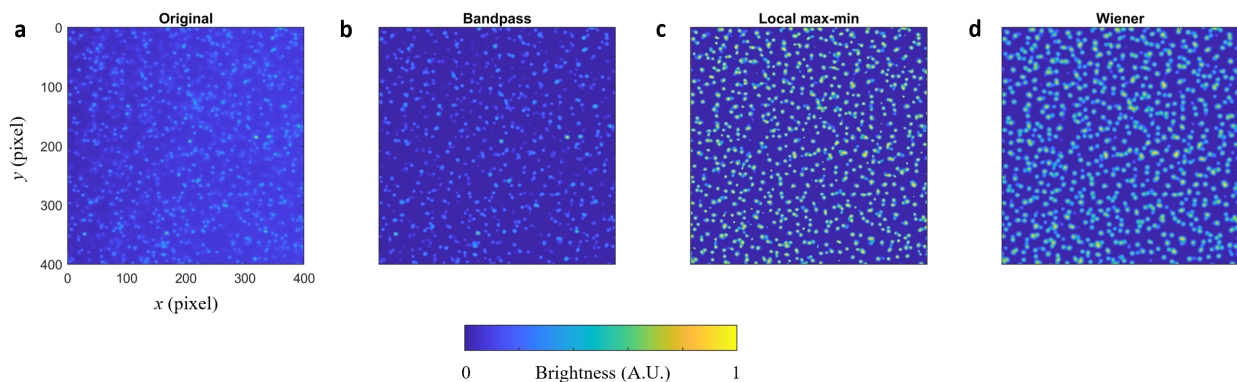 a Original b Bandpass c Local max-min d Wiener
0
100
200
300
400
y (pixel)
0 100 200 300 400
x (pixel)
0 Brightness (A.U.) 1